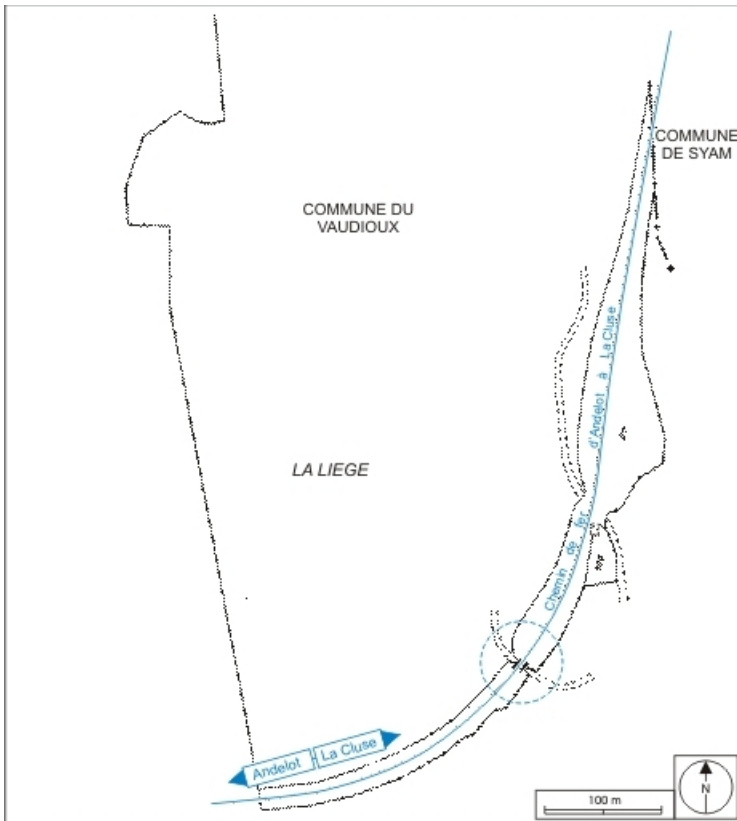 COMMUNE
DE SYAM
COMMUNE DU
VAUDIOUX
LA LIEGE
Chemin de fer d'Andelot à La Cluse
Andelot La Cluse
100 m
N